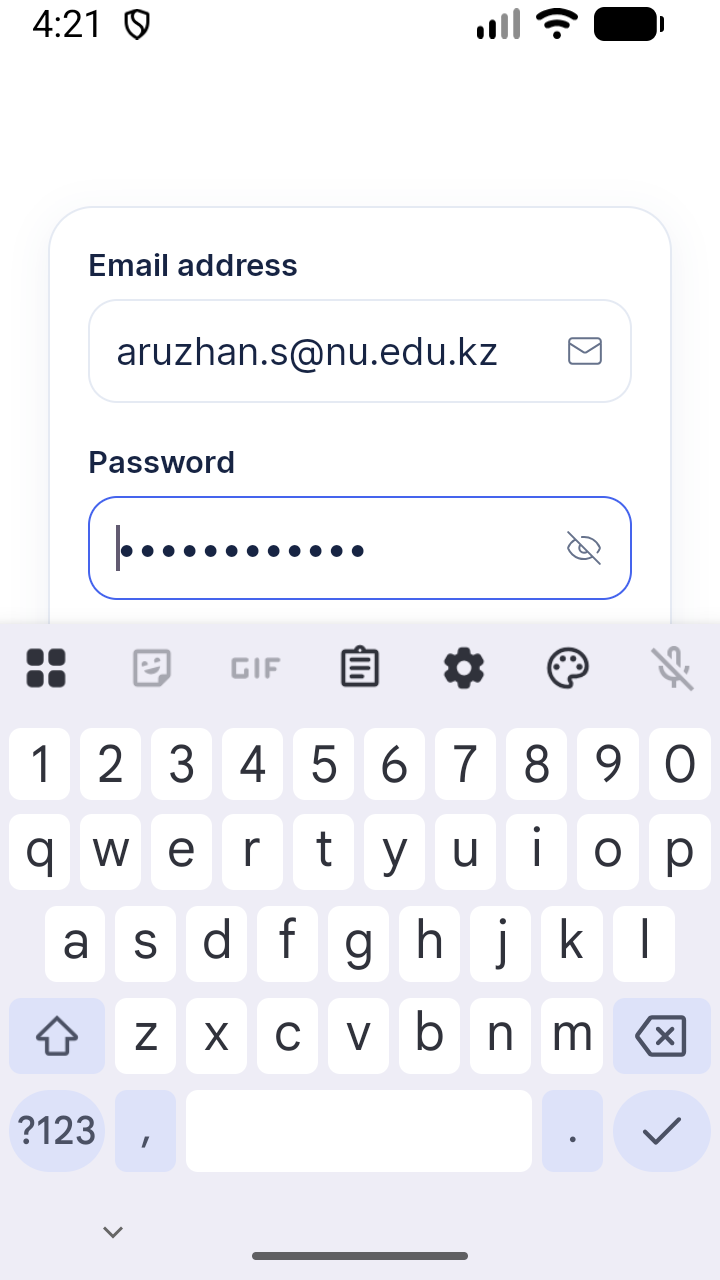 4:21
Email address
aruzhan.s@nu.edu.kz
Password
••••••••••••
GIF
1 2 3 4 5 6 7 8 9 0
q w e r t y u i o p
a s d f g h j k l
z x c v b n m
?123 , .